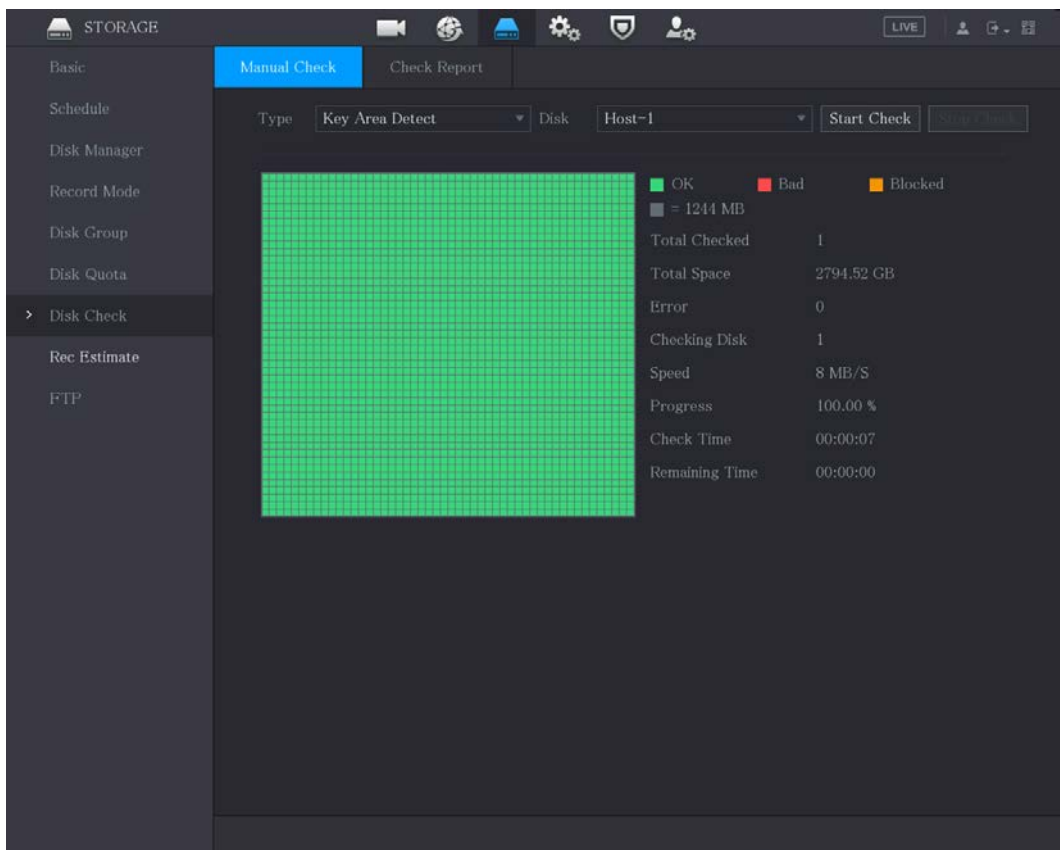 STORAGE
LIVE
Basic
Schedule
Disk Manager
Record Mode
Disk Group
Disk Quota
Disk Check
Rec Estimate
FTP
Manual Check Check Report
Type Key Area Detect Disk Host-1 Start Check Stop Check
OK Bad Blocked
= 1244 MB
Total Checked 1
Total Space 2794.52 GB
Error 0
Checking Disk 1
Speed 8 MB/S
Progress 100.00 %
Check Time 00:00:07
Remaining Time 00:00:00